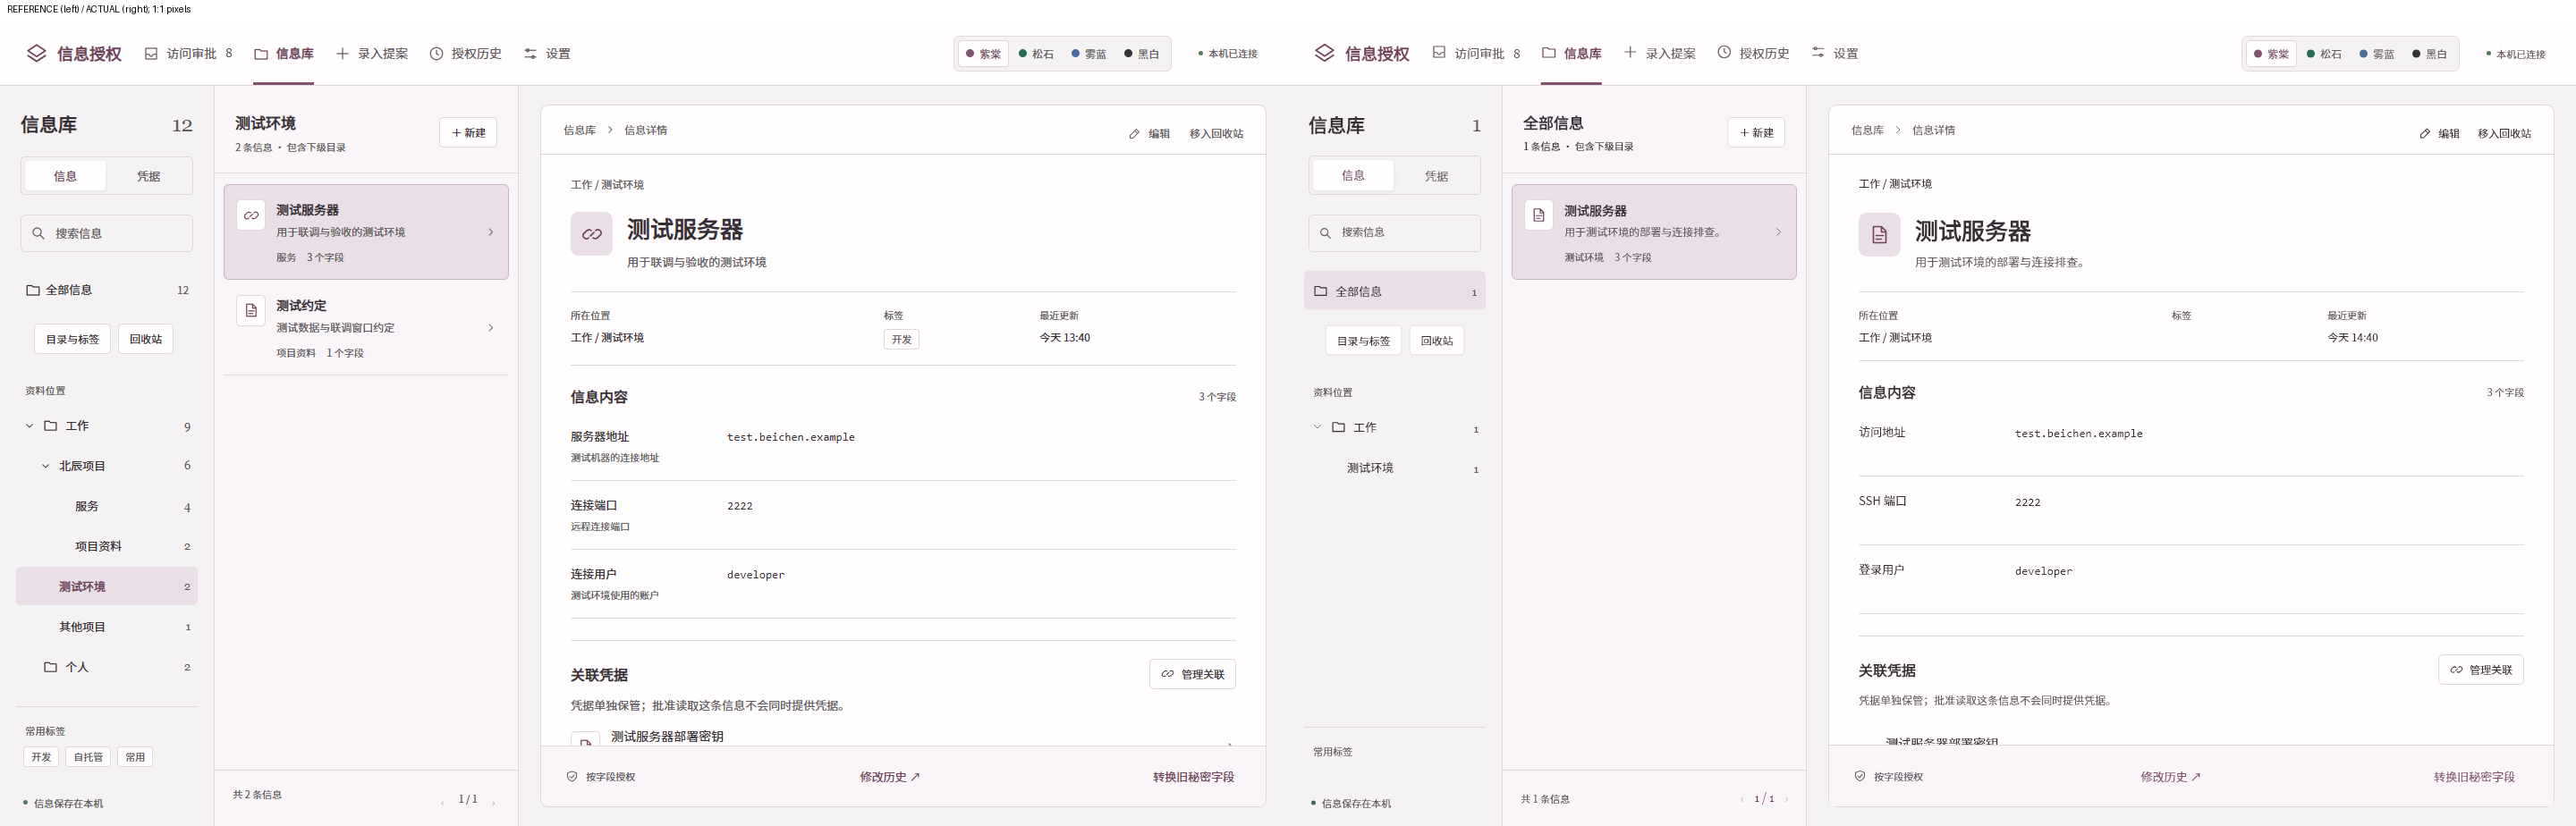 REFERENCE (left) / ACTUAL (right); 1:1 pixels
信息授权 访问审批 8 信息库 录入提案 授权历史 设置 紫棠 松石 雾蓝 黑白 本机已连接
信息库 12
信息 凭据
搜索信息
全部信息 12
目录与标签 回收站
资料位置
工作 9
北辰项目 6
服务 4
项目资料 2
测试环境 2
其他项目 1
个人 2
常用标签
开发 自托管 常用
信息保存在本机
测试环境
2 条信息 · 包含下级目录
+ 新建
测试服务器
用于联调与验收的测试环境
服务 3 个字段
测试约定
测试数据与联调窗口约定
项目资料 1 个字段
共 2 条信息
‹ 1 / 1 ›
信息库 > 信息详情 编辑 移入回收站
工作 / 测试环境
测试服务器
用于联调与验收的测试环境
所在位置 标签 最近更新
工作 / 测试环境 开发 今天 13:40
信息内容 3 个字段
服务器地址 test.beichen.example
测试机器的连接地址
连接端口 2222
远程连接端口
连接用户 developer
测试环境使用的账户
关联凭据 管理关联
凭据单独保管；批准读取这条信息不会同时提供凭据。
测试服务器部署密钥
按字段授权 修改历史 ↗ 转换旧秘密字段
信息授权 访问审批 8 信息库 录入提案 授权历史 设置 紫棠 松石 雾蓝 黑白 本机已连接
信息库 1
信息 凭据
搜索信息
全部信息 1
目录与标签 回收站
资料位置
工作 1
测试环境 1
常用标签
信息保存在本机
全部信息
1 条信息 · 包含下级目录
+ 新建
测试服务器
用于测试环境的部署与连接排查。
测试环境 3 个字段
共 1 条信息
‹ 1 / 1 ›
信息库 > 信息详情 编辑 移入回收站
工作 / 测试环境
测试服务器
用于测试环境的部署与连接排查。
所在位置 标签 最近更新
工作 / 测试环境 今天 14:40
信息内容 3 个字段
访问地址 test.beichen.example
SSH 端口 2222
登录用户 developer
关联凭据 管理关联
凭据单独保管；批准读取这条信息不会同时提供凭据。
测试服务器部署密钥
按字段授权 修改历史 ↗ 转换旧秘密字段